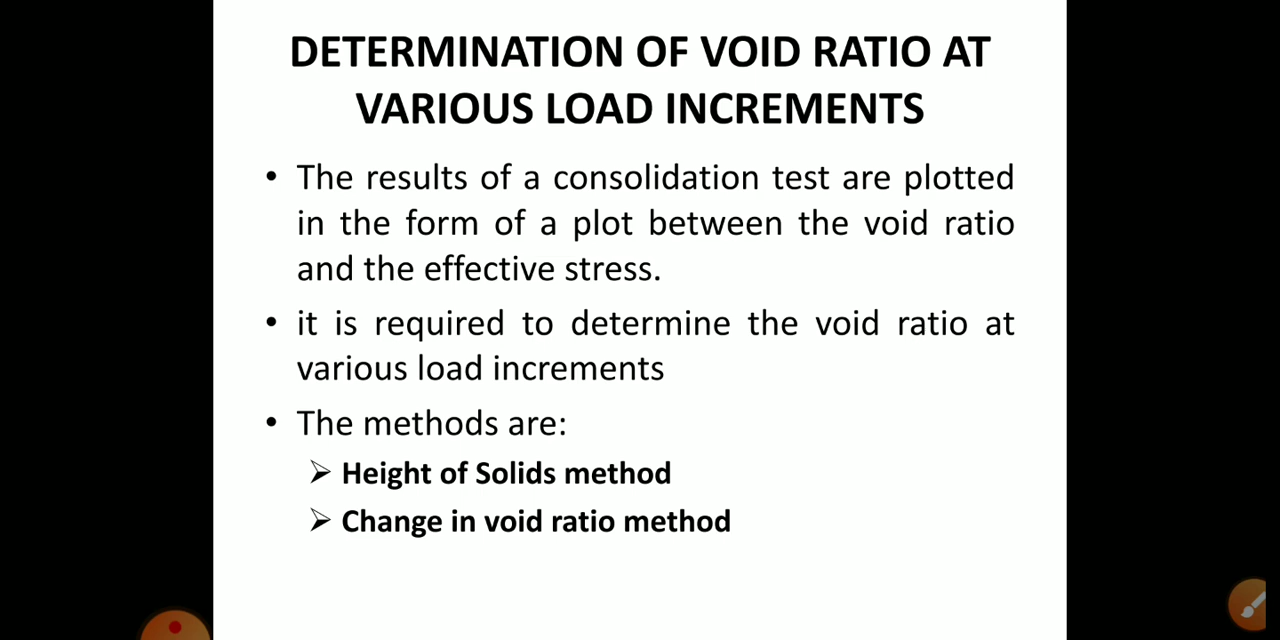 DETERMINATION OF VOID RATIO AT
VARIOUS LOAD INCREMENTS
• The results of a consolidation test are plotted
in the form of a plot between the void ratio
and the effective stress.
• it is required to determine the void ratio at
various load increments
• The methods are:
➢ Height of Solids method
➢ Change in void ratio method